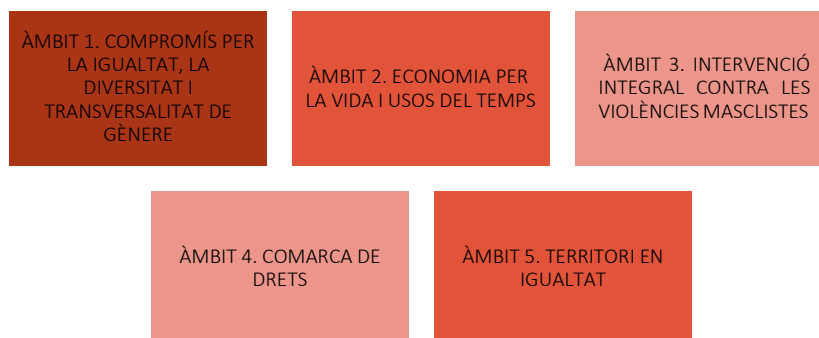 ÀMBIT 1. COMPROMÍS PER
LA IGUALTAT, LA
DIVERSITAT I
TRANSVERSALITAT DE
GÈNERE
ÀMBIT 2. ECONOMIA PER
LA VIDA I USOS DEL TEMPS
ÀMBIT 3. INTERVENCIÓ
INTEGRAL CONTRA LES
VIOLÈNCIES MASCLISTES
ÀMBIT 4. COMARCA DE
DRETS
ÀMBIT 5. TERRITORI EN
IGUALTAT